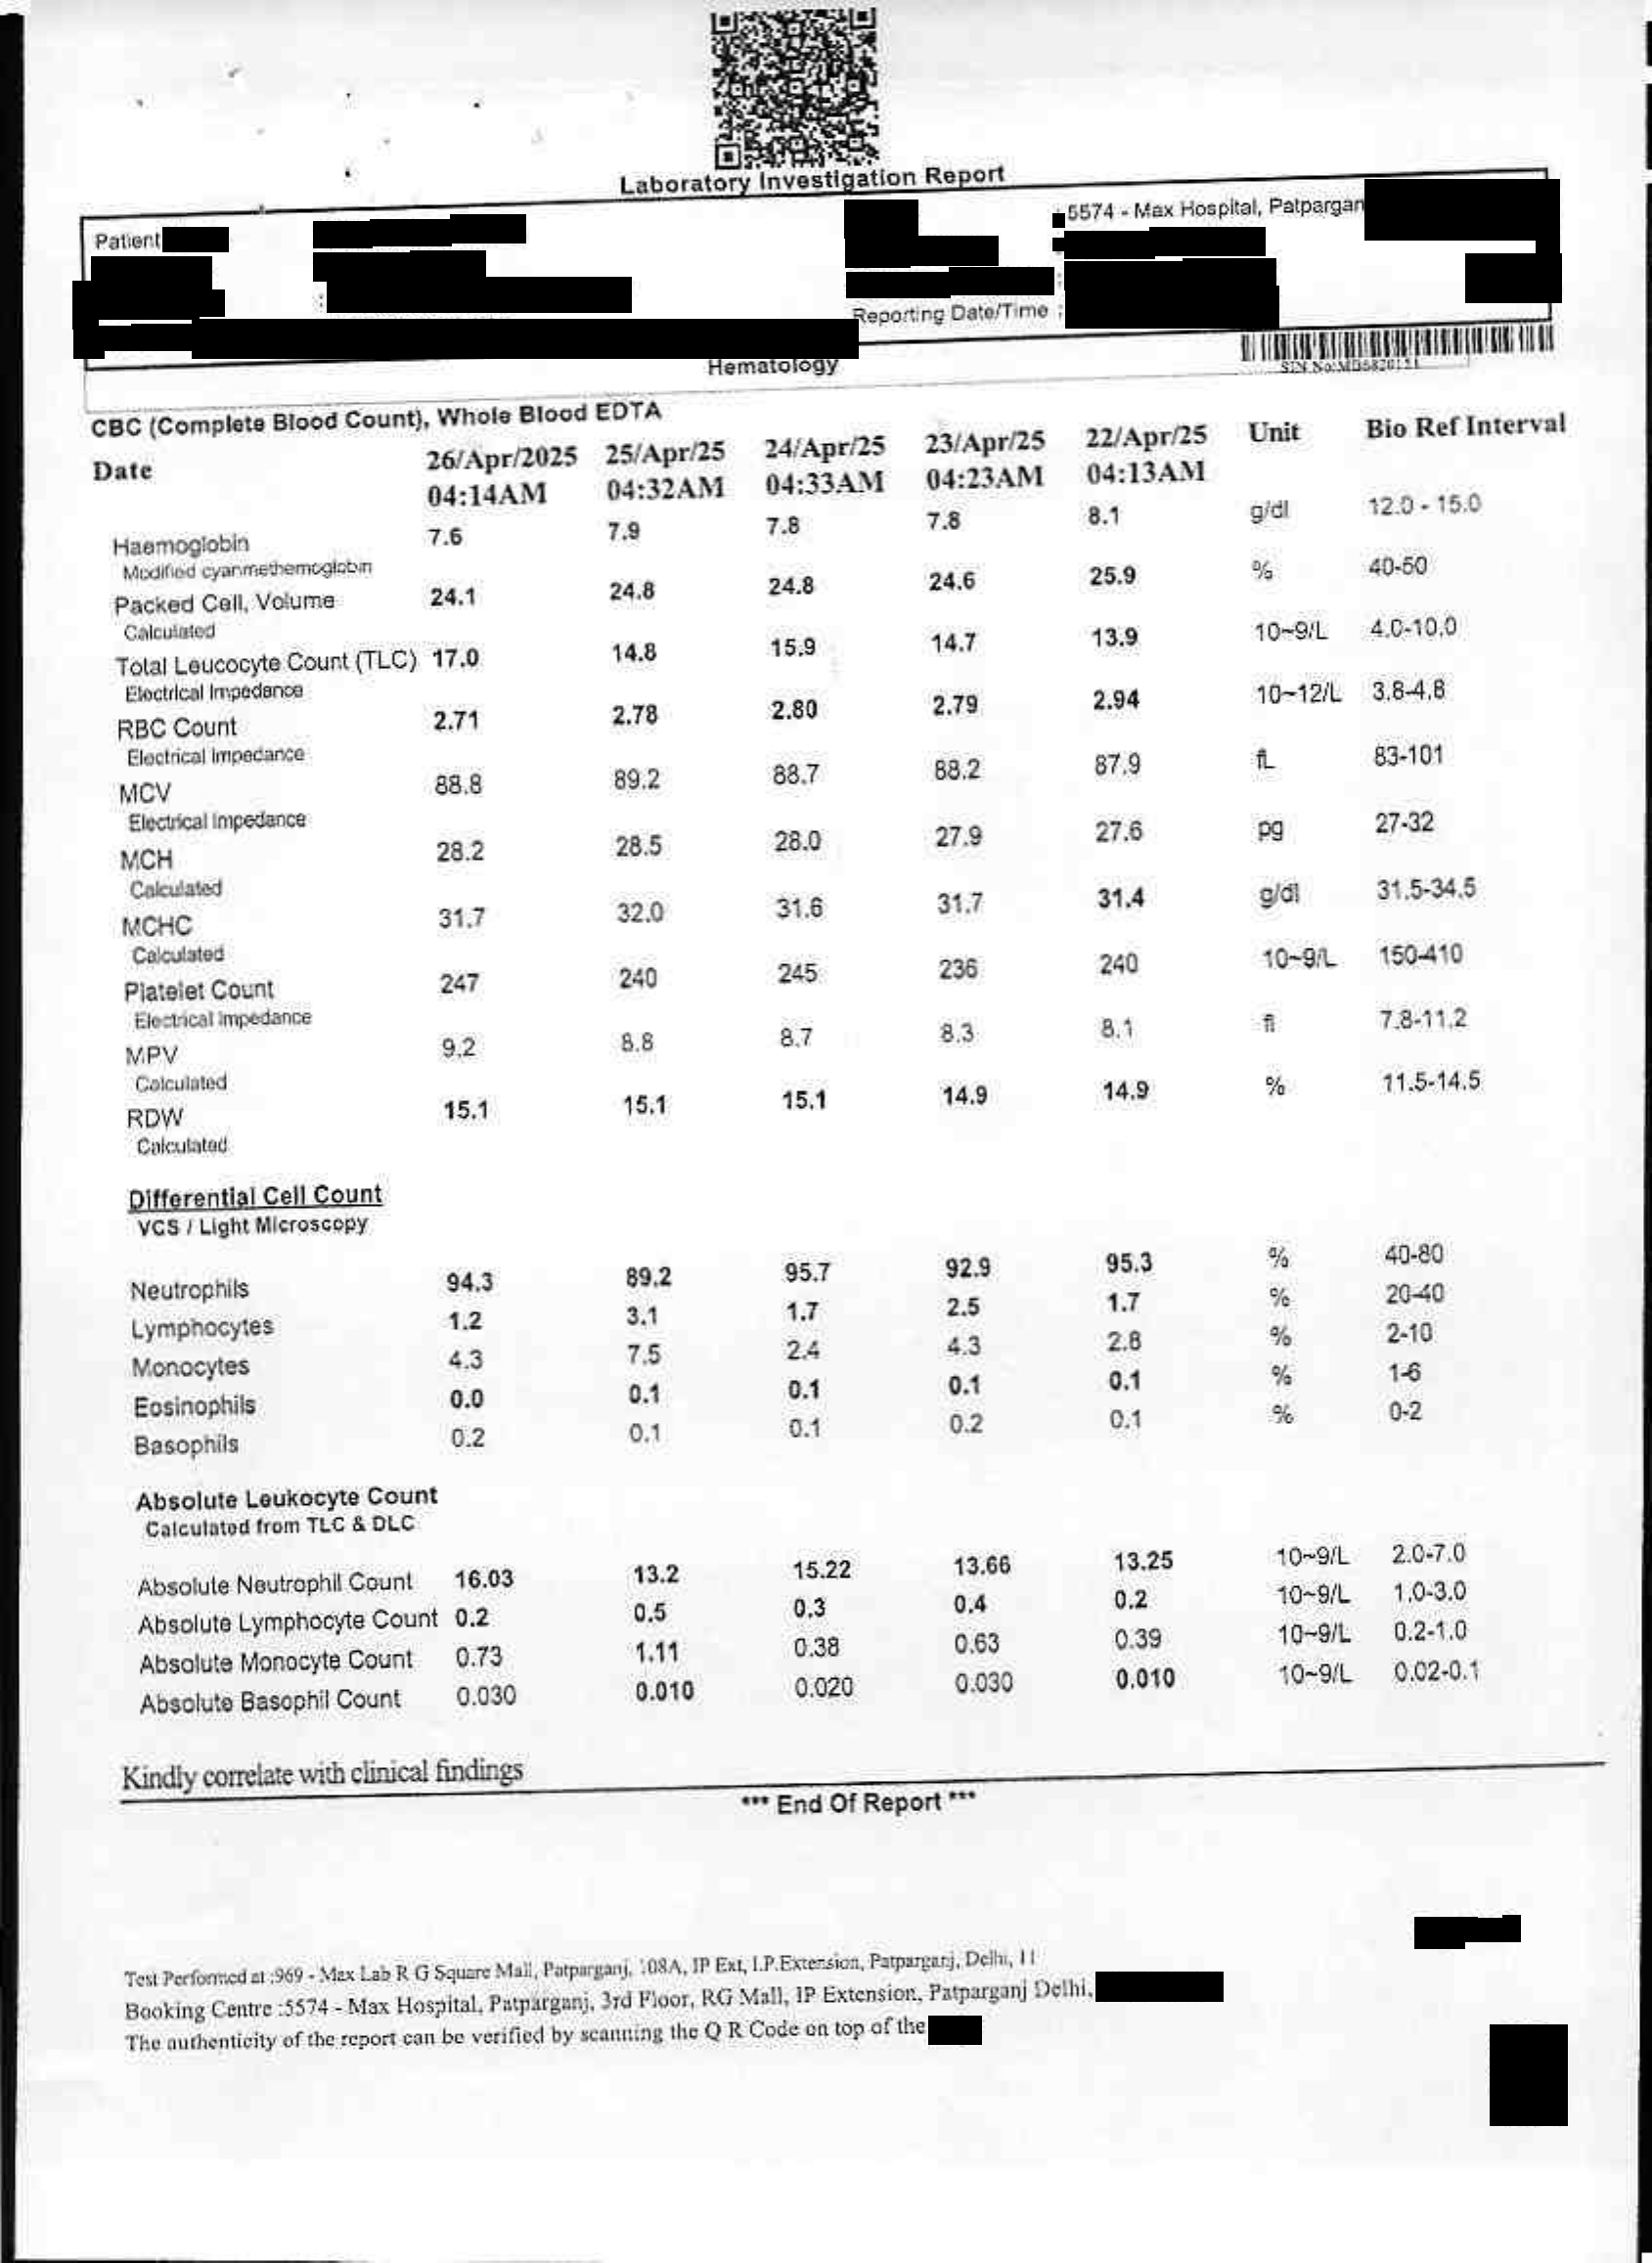 Laboratory Investigation Report
Patient
: 5574 - Max Hospital, Patpargan
Reporting Date/Time :
Hematology
SIN No:MD5820121
CBC (Complete Blood Count), Whole Blood EDTA
Date 26/Apr/2025 25/Apr/25 24/Apr/25 23/Apr/25 22/Apr/25 Unit Bio Ref Interval
04:14AM 04:32AM 04:33AM 04:23AM 04:13AM
Haemoglobin 7.6 7.9 7.8 7.8 8.1 g/dl 12.0 - 15.0
Modified cyanmethemoglobin
Packed Cell, Volume 24.1 24.8 24.8 24.6 25.9 % 40-50
Calculated
Total Leucocyte Count (TLC) 17.0 14.8 15.9 14.7 13.9 10~9/L 4.0-10.0
Electrical Impedance
RBC Count 2.71 2.78 2.80 2.79 2.94 10~12/L 3.8-4.8
Electrical Impedance
MCV 88.8 89.2 88.7 88.2 87.9 fL 83-101
Electrical Impedance
MCH 28.2 28.5 28.0 27.9 27.6 pg 27-32
Calculated
MCHC 31.7 32.0 31.6 31.7 31.4 g/dl 31.5-34.5
Calculated
Platelet Count 247 240 245 236 240 10~9/L 150-410
Electrical Impedance
MPV 9.2 8.8 8.7 8.3 8.1 fl 7.8-11.2
Calculated
RDW 15.1 15.1 15.1 14.9 14.9 % 11.5-14.5
Calculated
Differential Cell Count
VCS / Light Microscopy
Neutrophils 94.3 89.2 95.7 92.9 95.3 % 40-80
Lymphocytes 1.2 3.1 1.7 2.5 1.7 % 20-40
Monocytes 4.3 7.5 2.4 4.3 2.8 % 2-10
Eosinophils 0.0 0.1 0.1 0.1 0.1 % 1-6
Basophils 0.2 0.1 0.1 0.2 0.1 % 0-2
Absolute Leukocyte Count
Calculated from TLC & DLC
Absolute Neutrophil Count 16.03 13.2 15.22 13.66 13.25 10~9/L 2.0-7.0
Absolute Lymphocyte Count 0.2 0.5 0.3 0.4 0.2 10~9/L 1.0-3.0
Absolute Monocyte Count 0.73 1.11 0.38 0.63 0.39 10~9/L 0.2-1.0
Absolute Basophil Count 0.030 0.010 0.020 0.030 0.010 10~9/L 0.02-0.1
Kindly correlate with clinical findings
*** End Of Report ***
Test Performed at :969 - Max Lab R G Square Mall, Patparganj, 108A, IP Ext, I.P.Extension, Patparganj, Delhi, 11
Booking Centre :5574 - Max Hospital, Patparganj, 3rd Floor, RG Mall, IP Extension, Patparganj Delhi,
The authenticity of the report can be verified by scanning the Q R Code on top of the